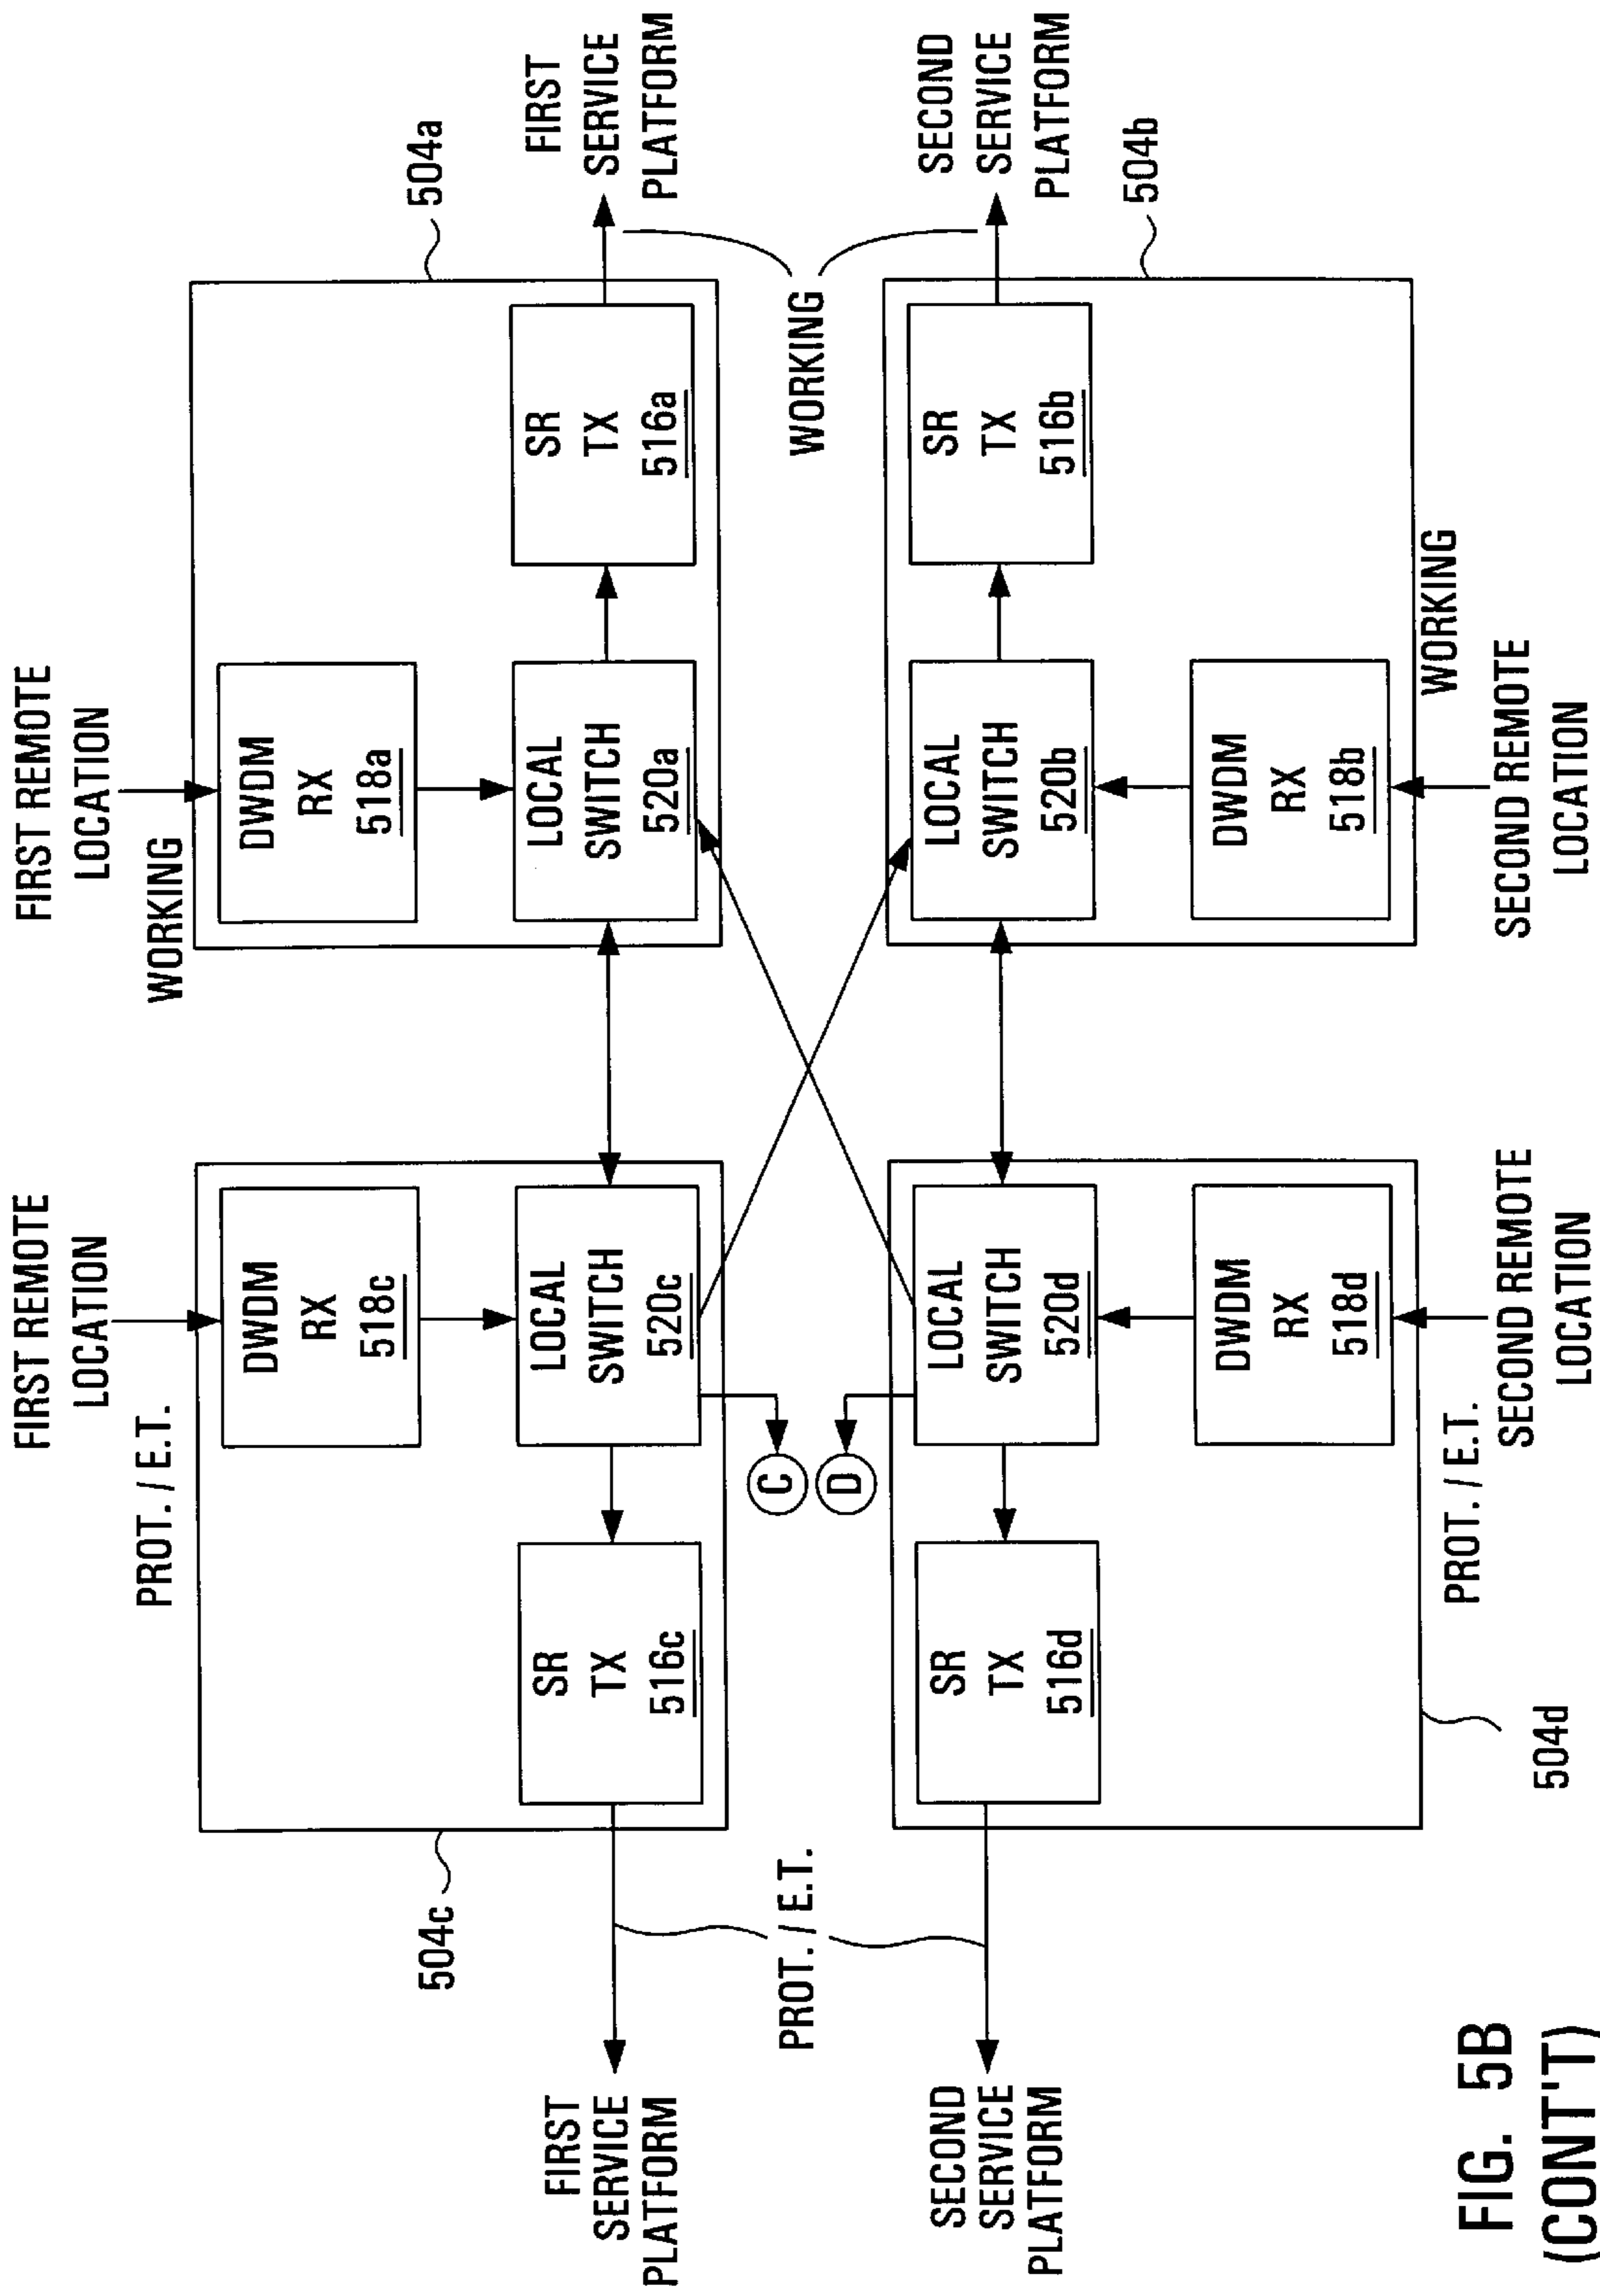 FIRST REMOTE
LOCATION
PROT. / E.T.
DWDM
RX
518c
LOCAL
SWITCH
520c
SR
TX
516c
504c
FIRST
SERVICE
PLATFORM
FIRST REMOTE
LOCATION
WORKING
DWDM
RX
518a
LOCAL
SWITCH
520a
SR
TX
516a
504a
FIRST
SERVICE
PLATFORM
PROT. / E.T.
C
D
WORKING
SECOND
SERVICE
PLATFORM
SR
TX
516d
LOCAL
SWITCH
520d
DWDM
RX
518d
PROT. / E.T.
SECOND REMOTE
LOCATION
504d
LOCAL
SWITCH
520b
SR
TX
516b
SECOND
SERVICE
PLATFORM
504b
DWDM
RX
518b
WORKING
SECOND REMOTE
LOCATION
FIG. 5B
(CONT'T)